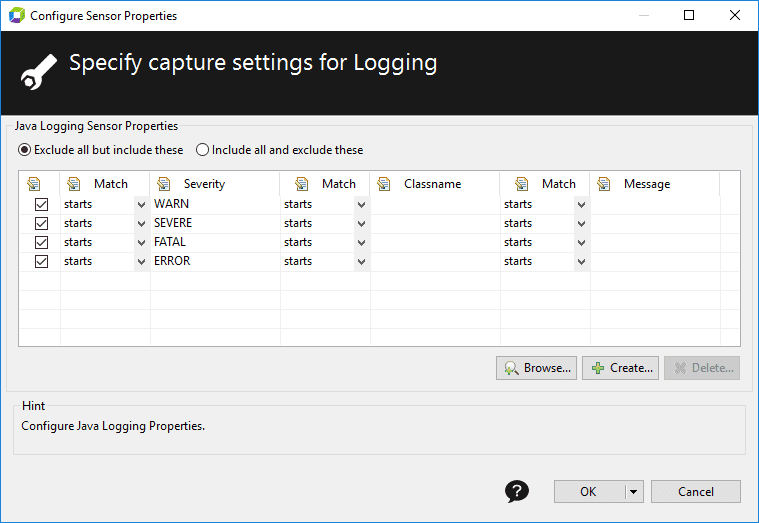 Configure Sensor Properties
Specify capture settings for Logging
Java Logging Sensor Properties
Exclude all but include these Include all and exclude these
Match Severity Match Classname Match Message
starts WARN starts starts
starts SEVERE starts starts
starts FATAL starts starts
starts ERROR starts starts
Browse... Create... Delete...
Hint
Configure Java Logging Properties.
? OK Cancel